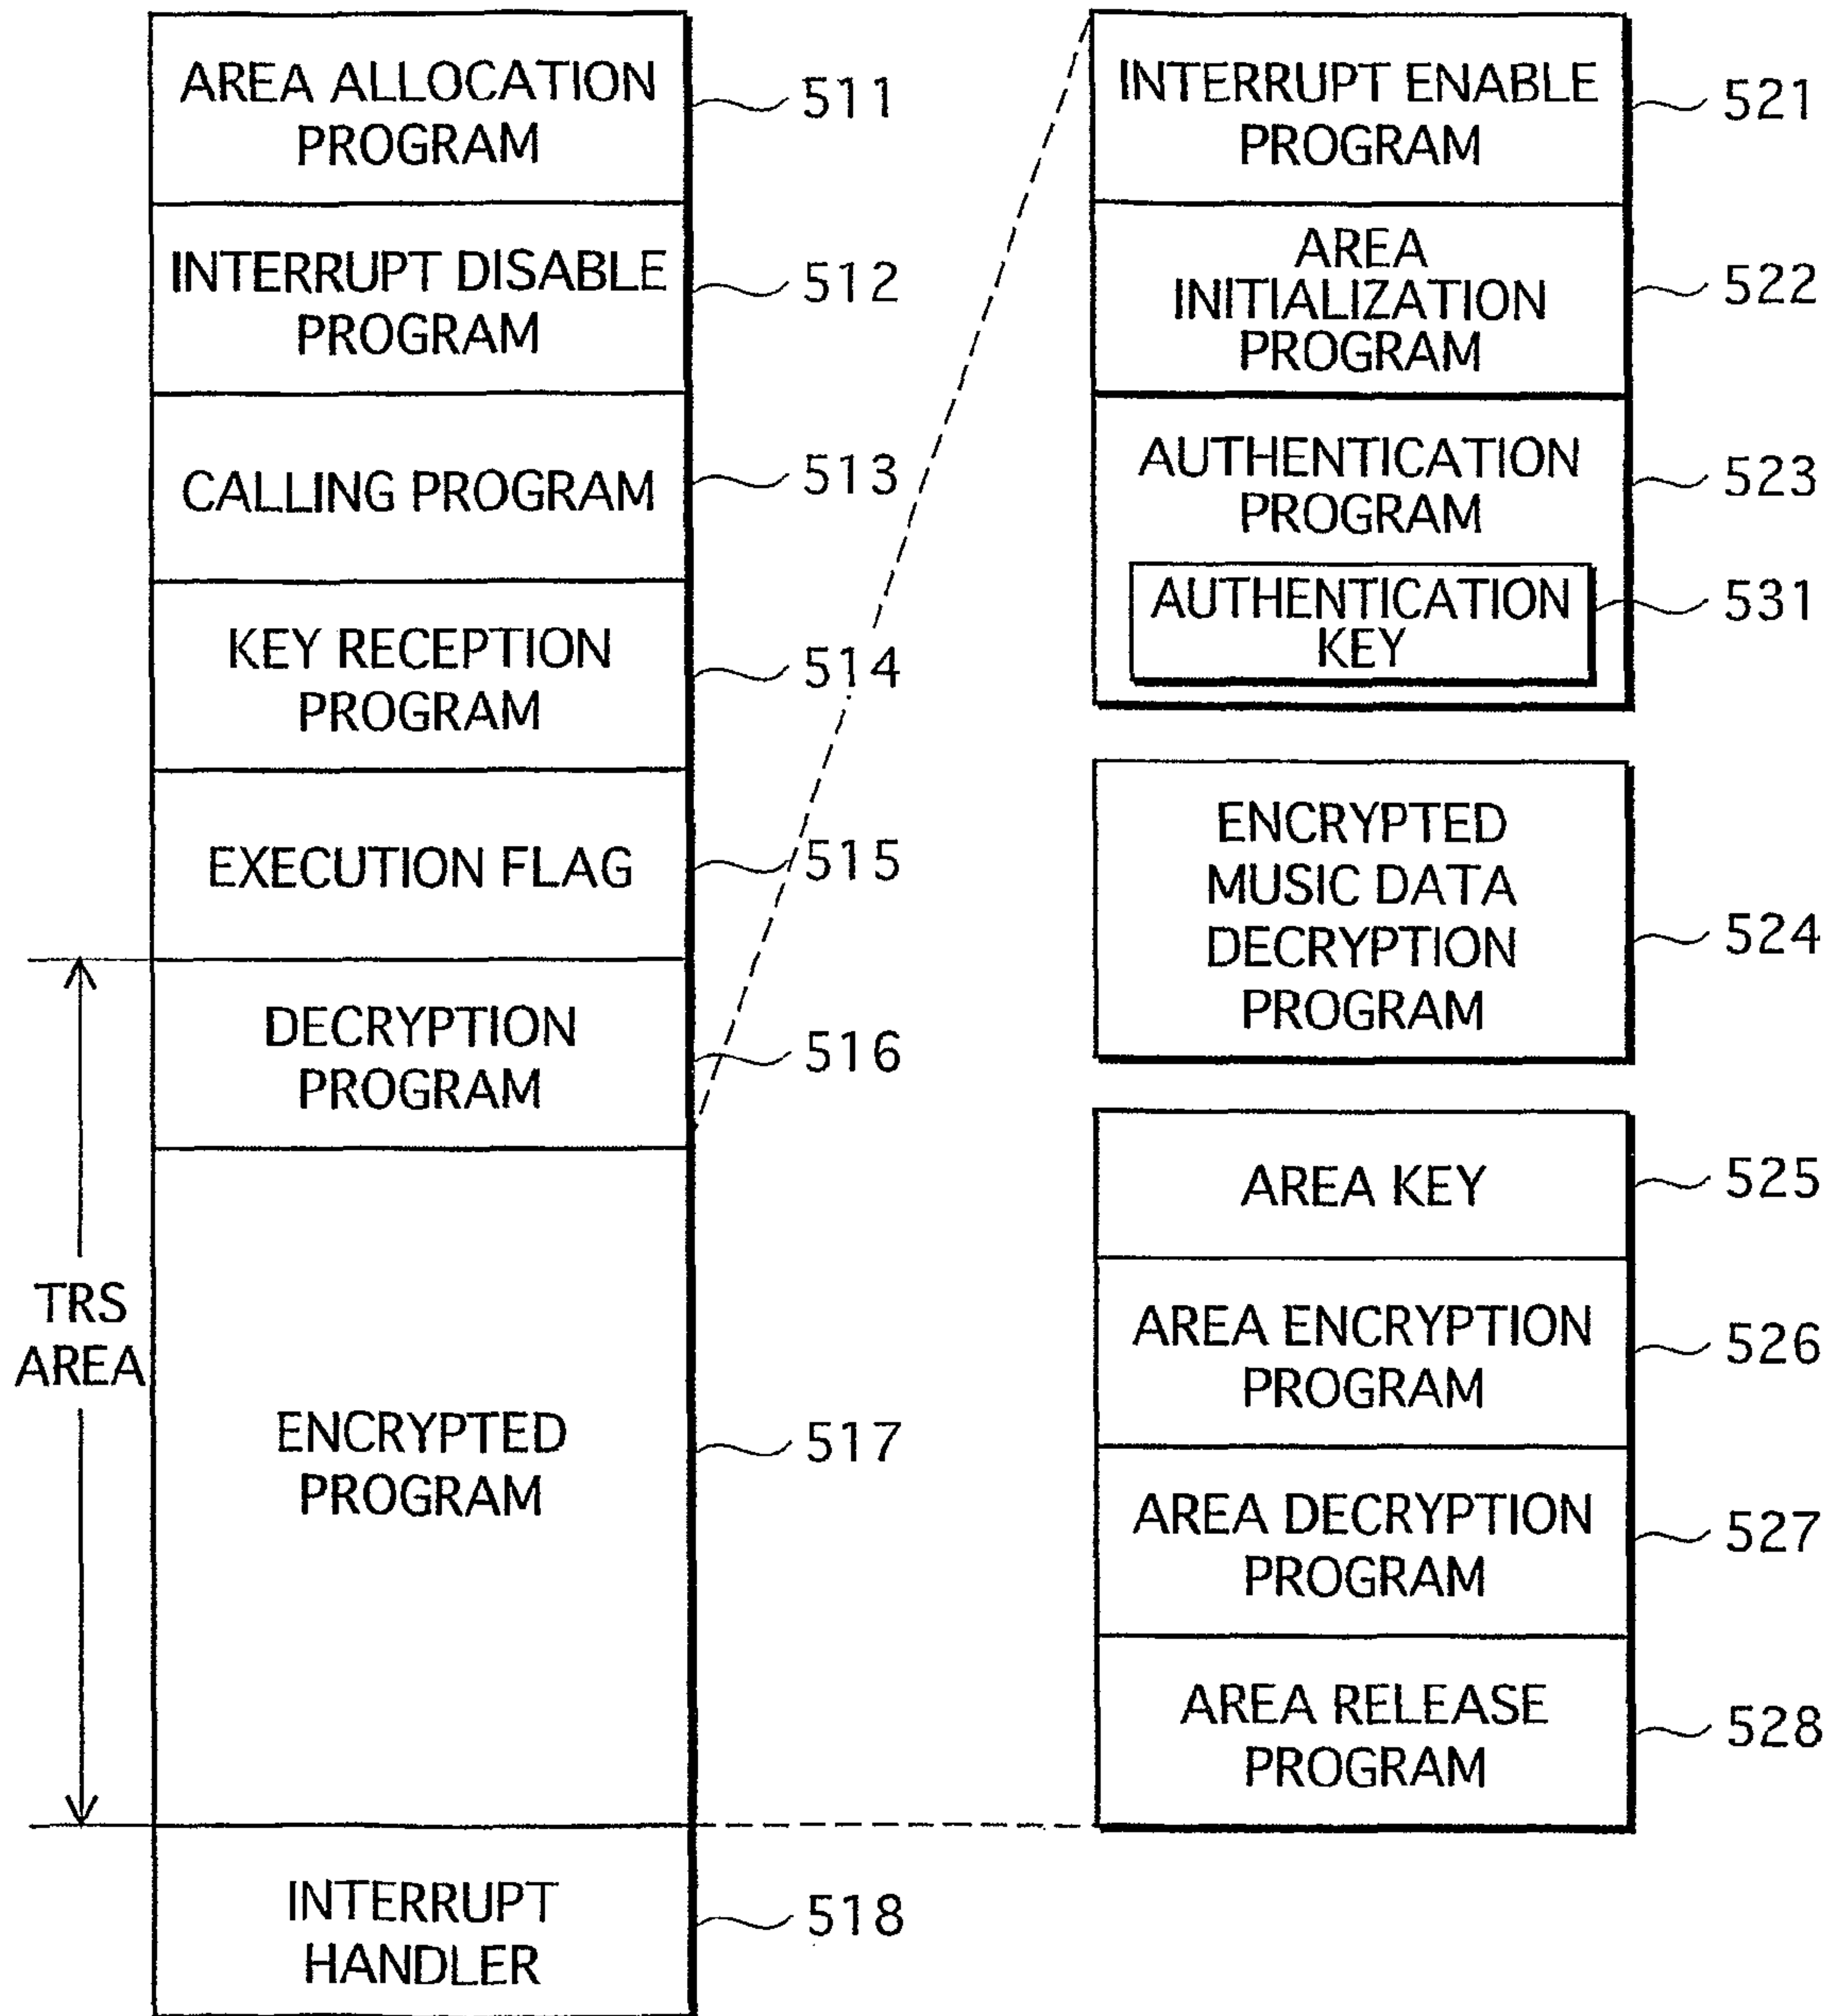 AREA ALLOCATION
PROGRAM
511
INTERRUPT DISABLE
PROGRAM
512
CALLING PROGRAM
513
KEY RECEPTION
PROGRAM
514
EXECUTION FLAG
515
DECRYPTION
PROGRAM
516
TRS
AREA
ENCRYPTED
PROGRAM
517
INTERRUPT
HANDLER
518
INTERRUPT ENABLE
PROGRAM
521
AREA
INITIALIZATION
PROGRAM
522
AUTHENTICATION
PROGRAM
523
AUTHENTICATION
KEY
531
ENCRYPTED
MUSIC DATA
DECRYPTION
PROGRAM
524
AREA KEY
525
AREA ENCRYPTION
PROGRAM
526
AREA DECRYPTION
PROGRAM
527
AREA RELEASE
PROGRAM
528